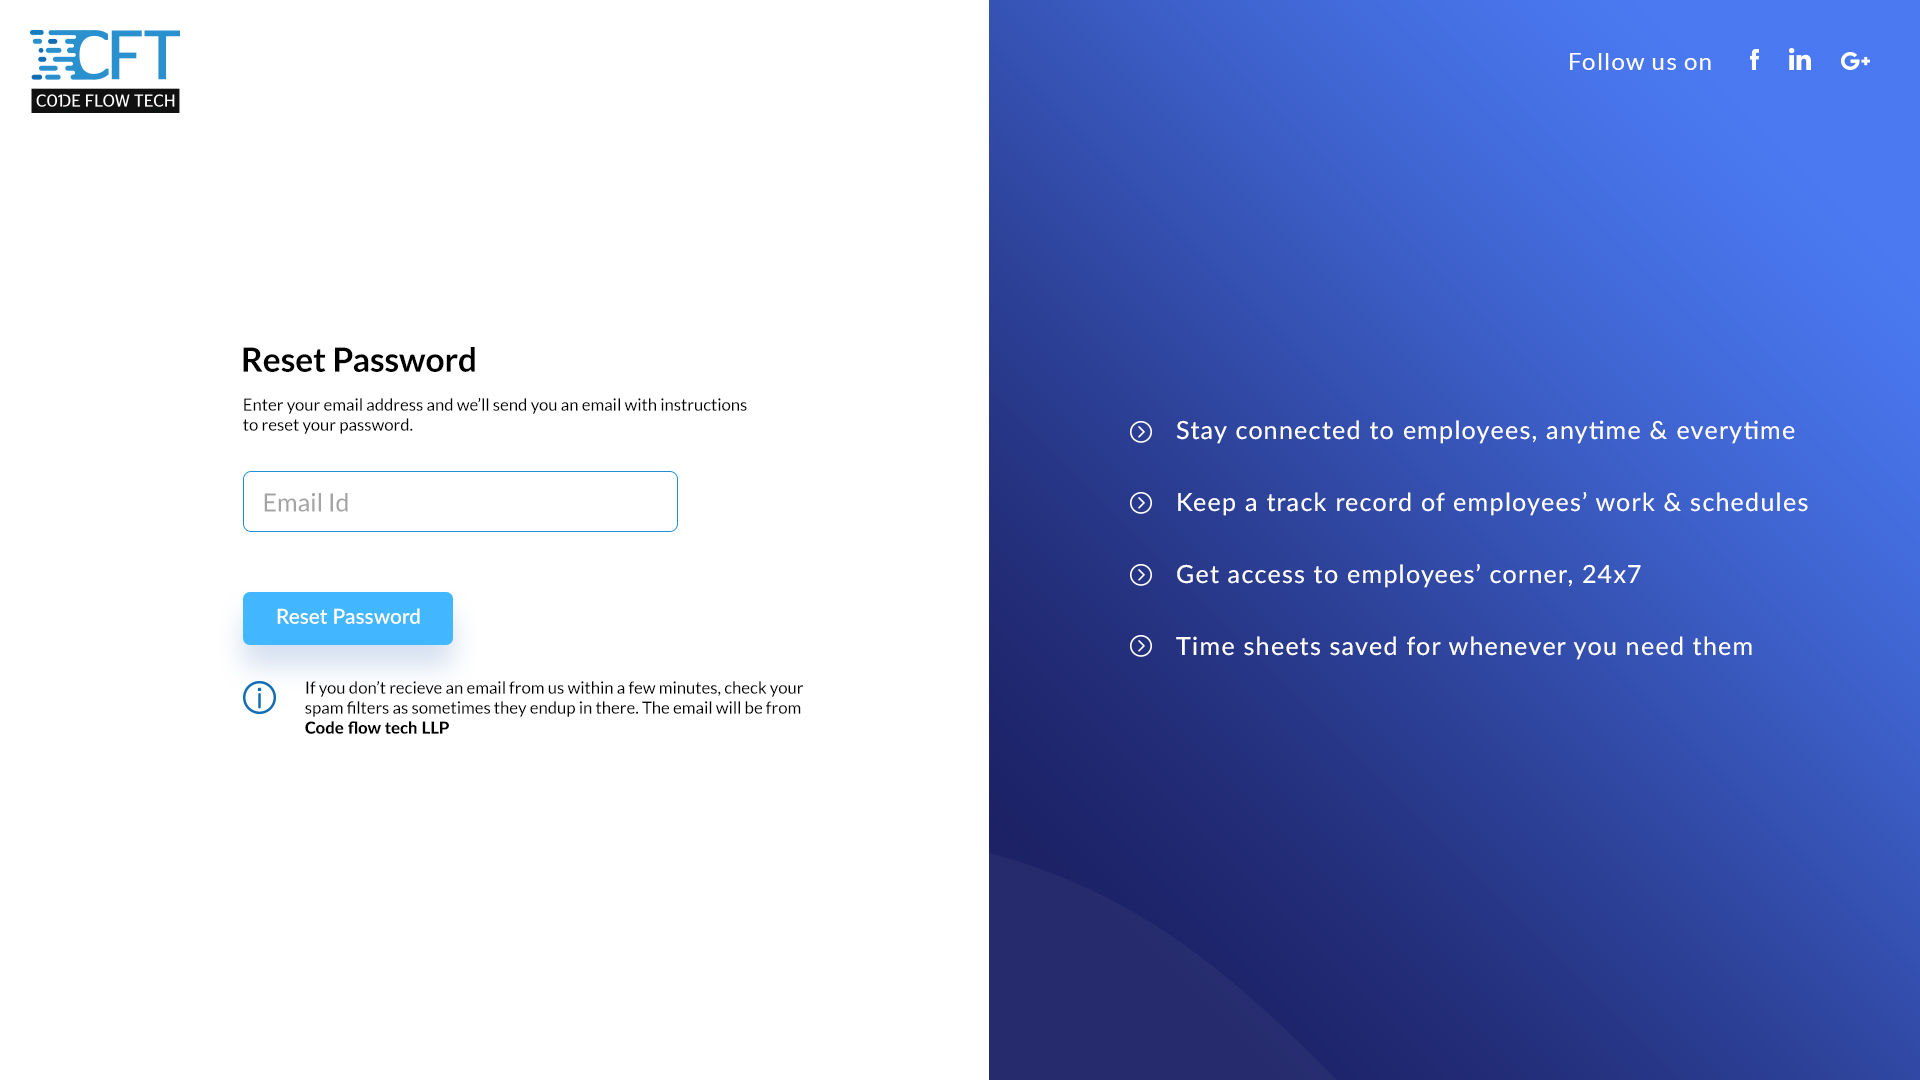 CFT
CODE FLOW TECH
Follow us on
Reset Password
Enter your email address and we’ll send you an email with instructions
to reset your password.
Email Id
Reset Password
If you don’t recieve an email from us within a few minutes, check your
spam filters as sometimes they endup in there. The email will be from
Code flow tech LLP
Stay connected to employees, anytime & everytime
Keep a track record of employees’ work & schedules
Get access to employees’ corner, 24x7
Time sheets saved for whenever you need them